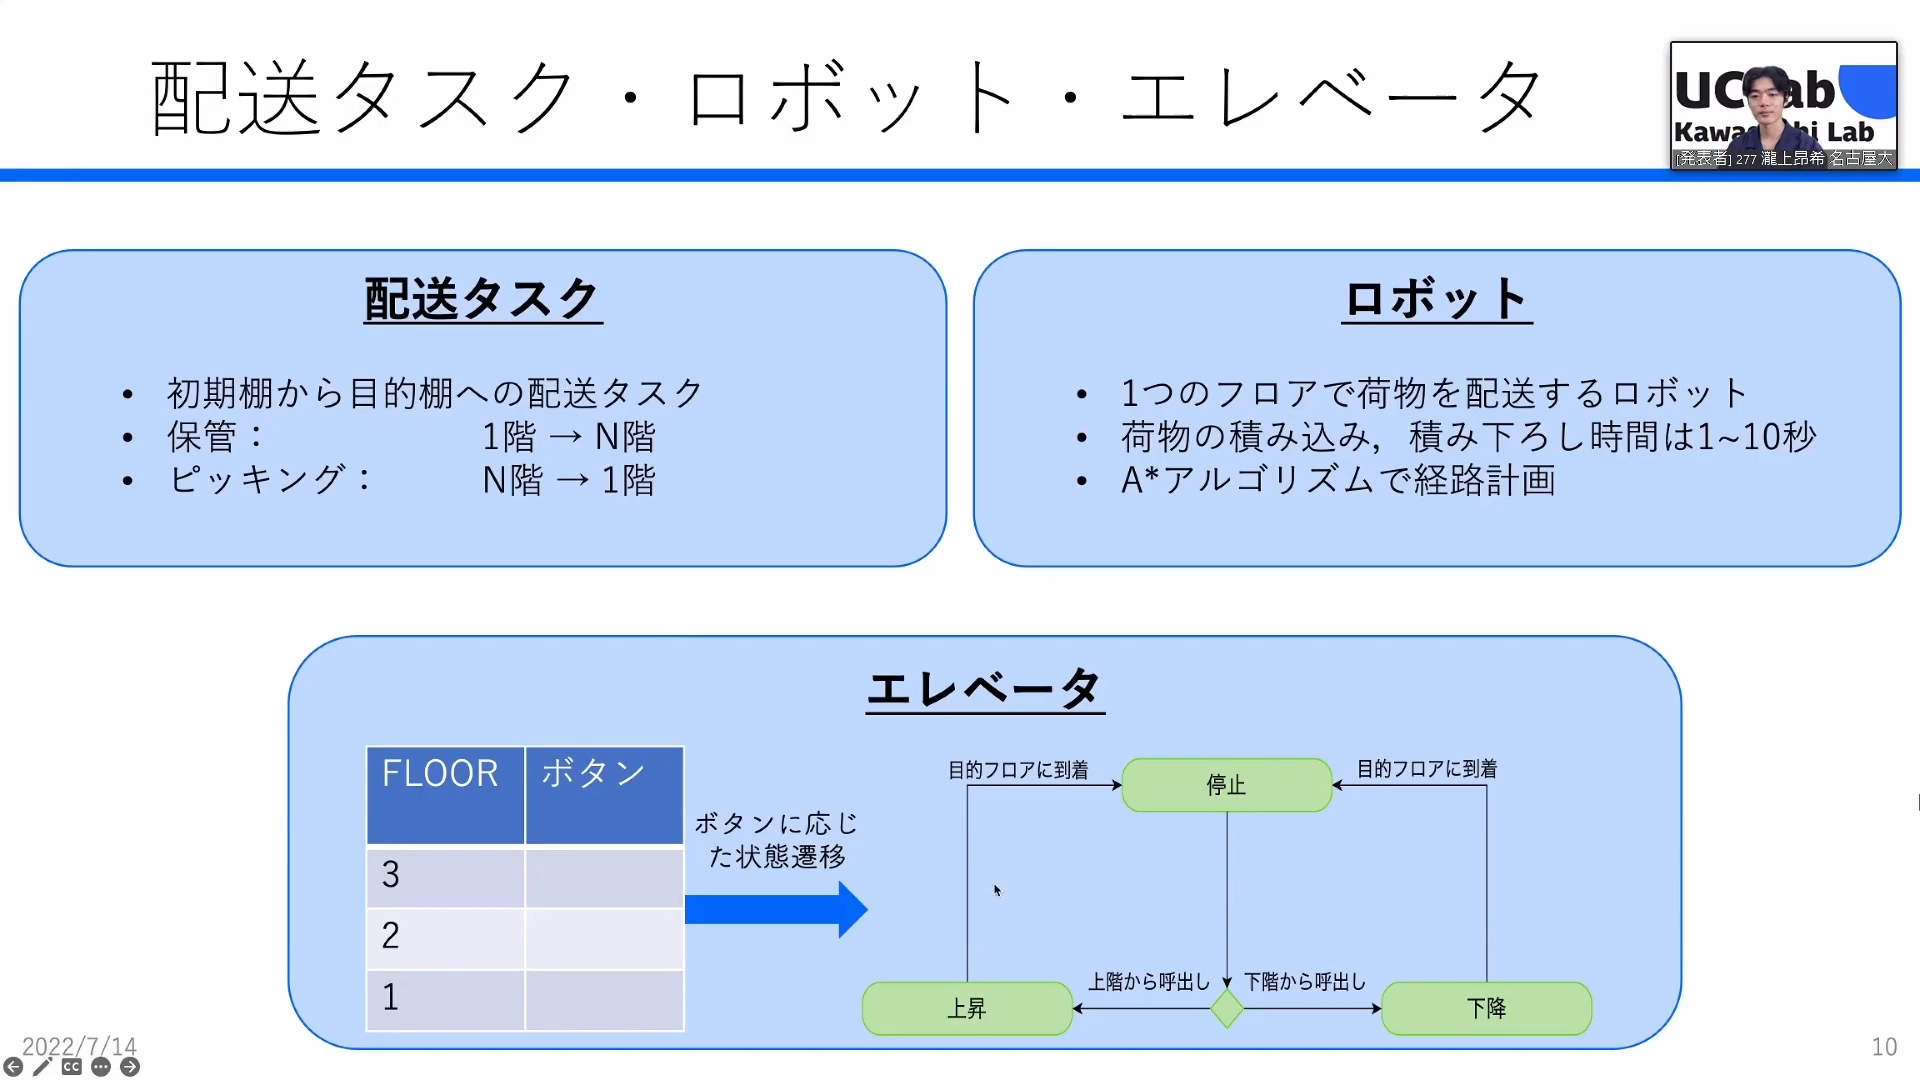 配送タスク・ロボット・エレベータ
UC ab
Kawa hi Lab
[発表者] 277 瀧上昂希 名古屋大
配送タスク
• 初期棚から目的棚への配送タスク
• 保管： 1階 → N階
• ピッキング： N階 → 1階
ロボット
• 1つのフロアで荷物を配送するロボット
• 荷物の積み込み，積み下ろし時間は1~10秒
• A*アルゴリズムで経路計画
エレベータ
FLOOR ボタン
3
2
1
ボタンに応じ
た状態遷移
目的フロアに到着
停止
目的フロアに到着
上階から呼出し
下階から呼出し
上昇
下降
2022/7/14
CC
10